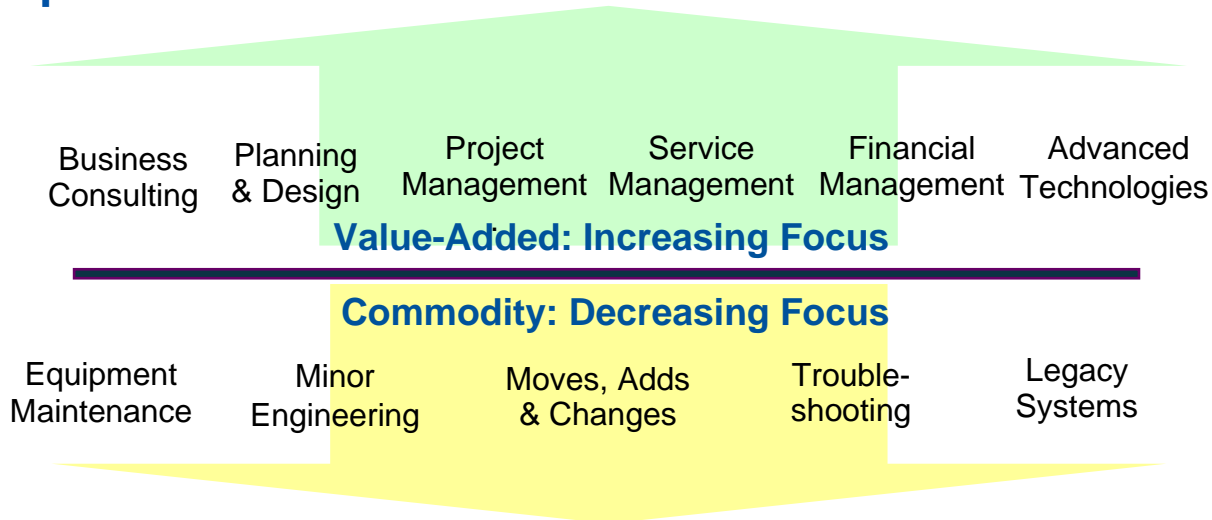 Business
Consulting
Planning
& Design
Project
Management
.
Service
Management
Financial
Management
Advanced
Technologies
Value-Added: Increasing Focus
Commodity: Decreasing Focus
Equipment
Maintenance
Minor
Engineering
Moves, Adds
& Changes
Trouble-
shooting
Legacy
Systems